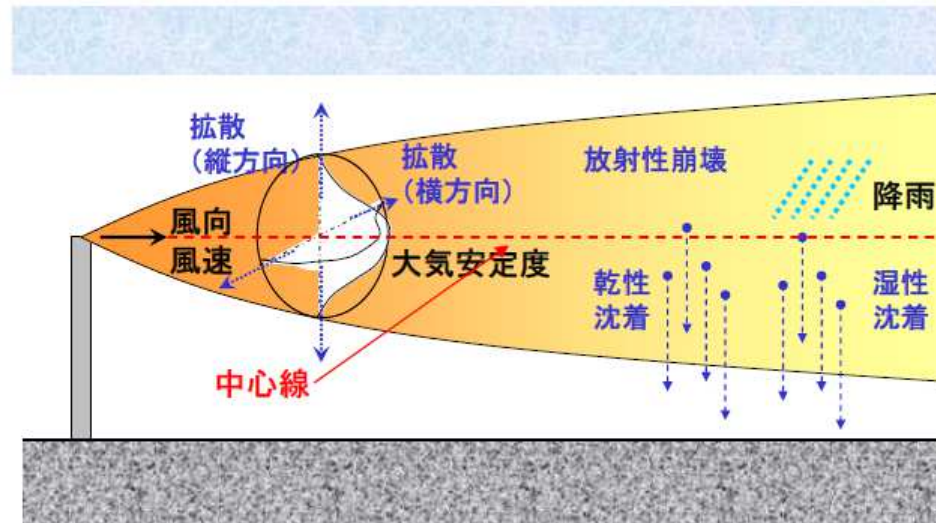 拡散
（縦方向）
拡散
（横方向）
放射性崩壊
降雨
風向
風速
大気安定度
乾性
沈着
湿性
沈着
中心線